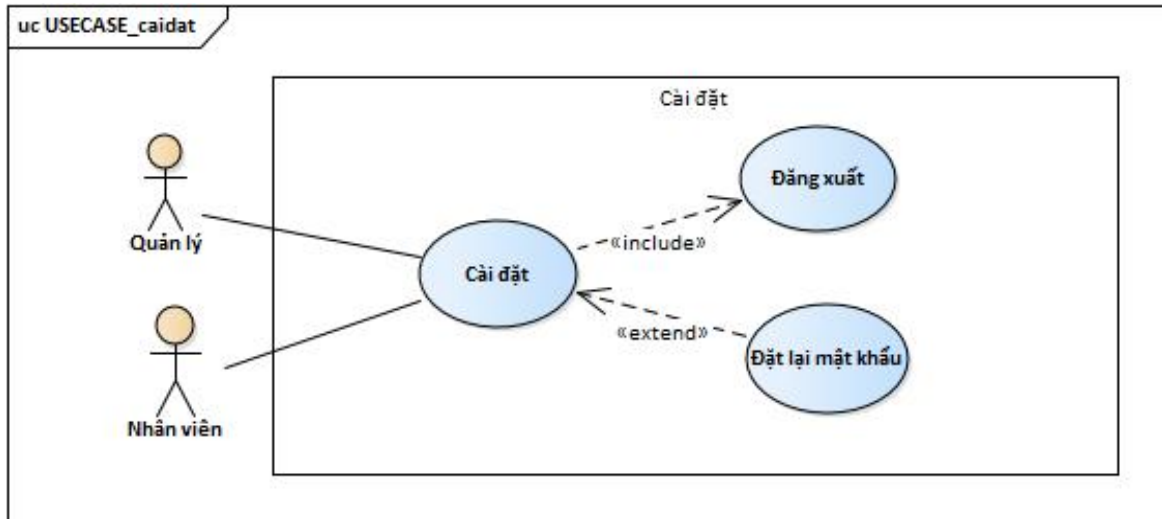 uc USECASE_caidat
Cài đặt
Đăng xuất
Quản lý
«include»
Cài đặt
«extend»
Đặt lại mật khẩu
Nhân viên